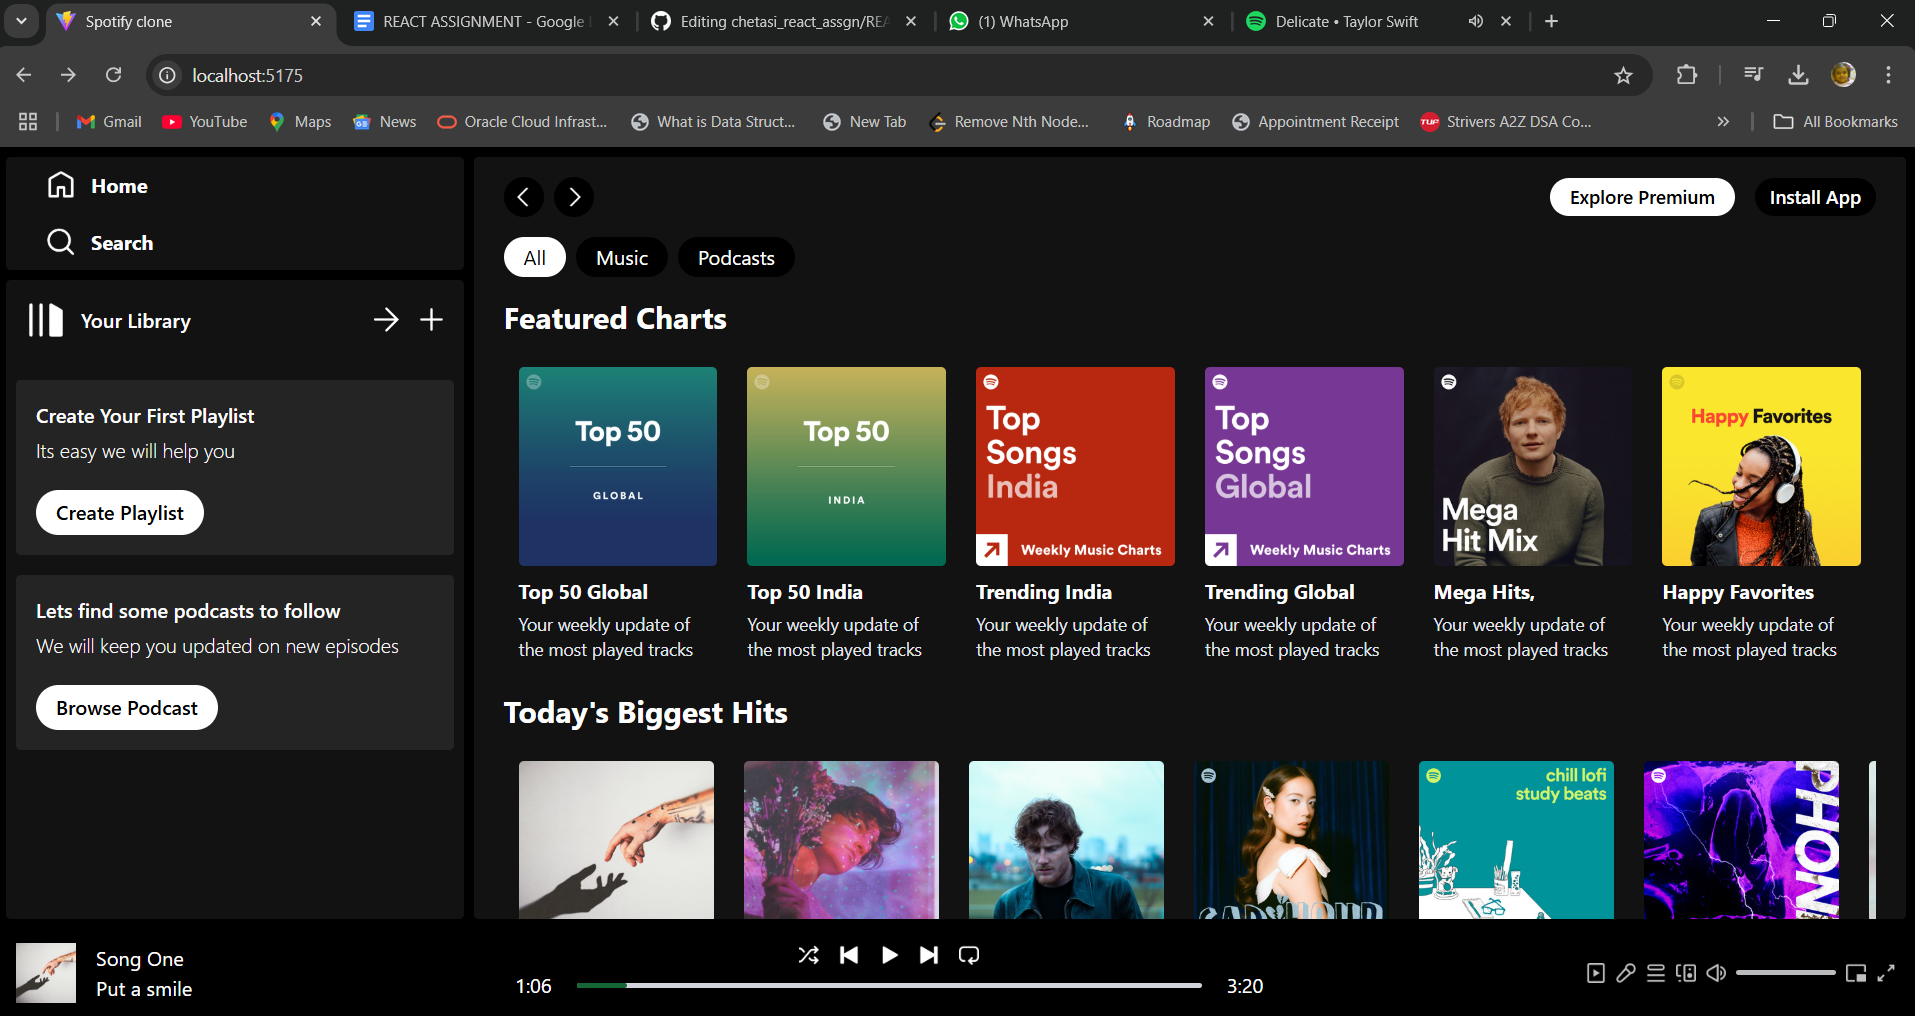 Spotify clone
REACT ASSIGNMENT - Google
Editing chetasi_react_assgn/REA
(1) WhatsApp
Delicate • Taylor Swift
localhost:5175
Gmail
YouTube
Maps
News
Oracle Cloud Infrast...
What is Data Struct...
New Tab
Remove Nth Node...
Roadmap
Appointment Receipt
TUF
Strivers A2Z DSA Co...
All Bookmarks
Home
Search
Your Library
Create Your First Playlist
Its easy we will help you
Create Playlist
Lets find some podcasts to follow
We will keep you updated on new episodes
Browse Podcast
Explore Premium
Install App
All
Music
Podcasts
Featured Charts
Top 50
GLOBAL
Top 50
INDIA
Top
Songs
India
Weekly Music Charts
Top
Songs
Global
Weekly Music Charts
Mega
Hit Mix
Happy Favorites
Top 50 Global
Your weekly update of
the most played tracks
Top 50 India
Your weekly update of
the most played tracks
Trending India
Your weekly update of
the most played tracks
Trending Global
Your weekly update of
the most played tracks
Mega Hits,
Your weekly update of
the most played tracks
Happy Favorites
Your weekly update of
the most played tracks
Today's Biggest Hits
SAD HOUR
chill lofi
study beats
PHON
Song One
Put a smile
1:06
3:20